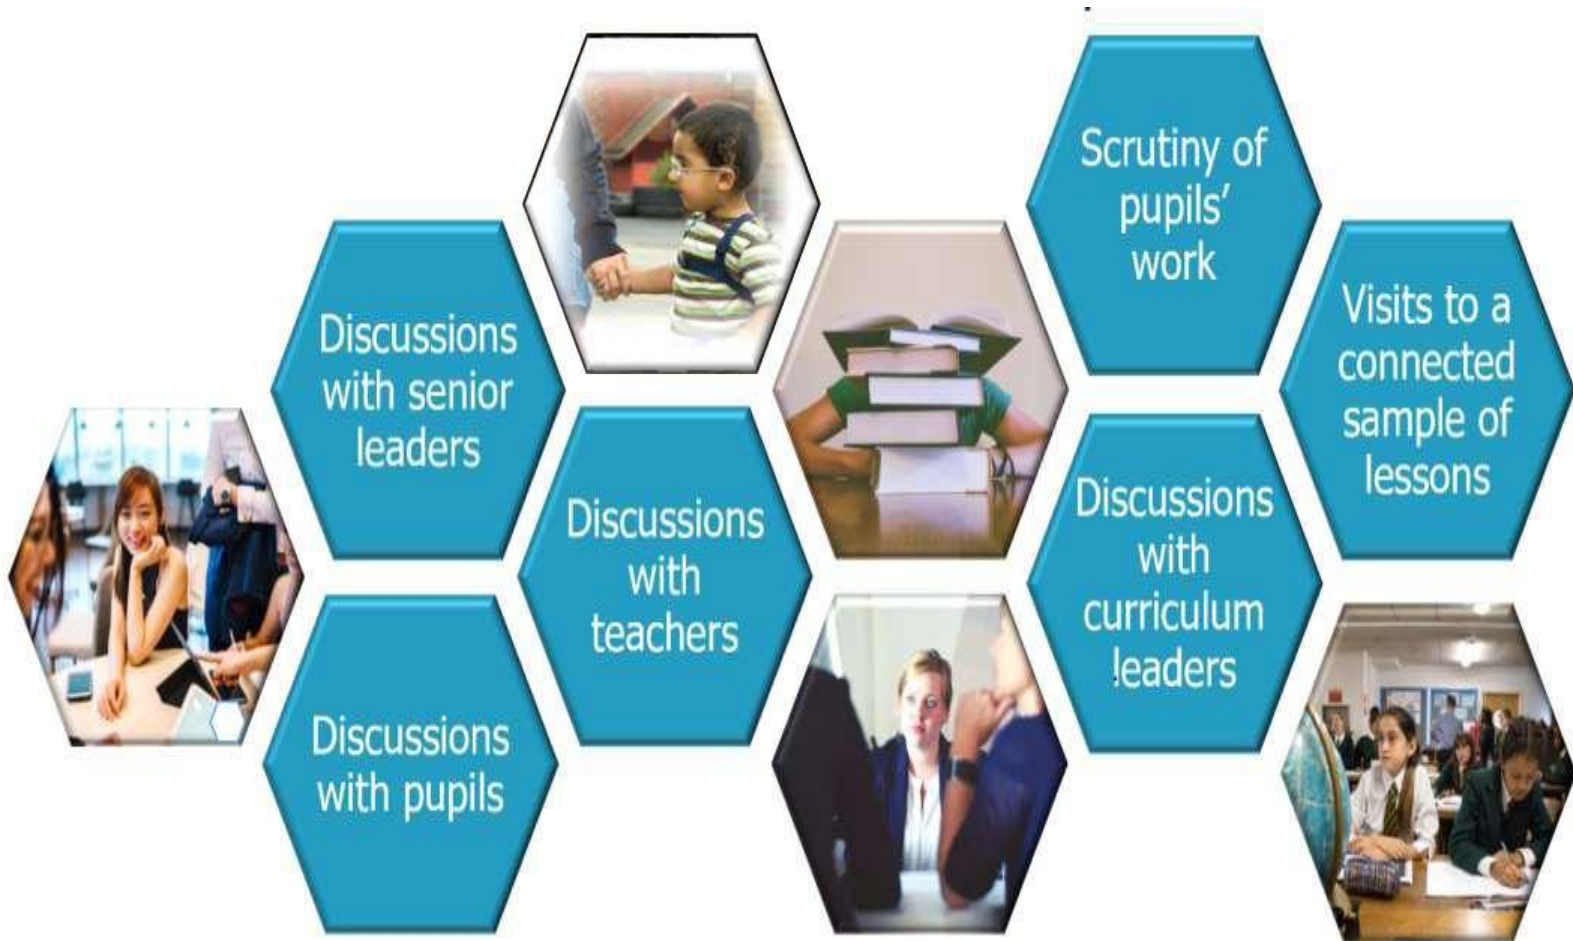 Discussions
with senior
leaders
Discussions
with pupils
Discussions
with
teachers
Scrutiny of
pupils’
work
Discussions
with
curriculum
leaders
Visits to a
connected
sample of
lessons